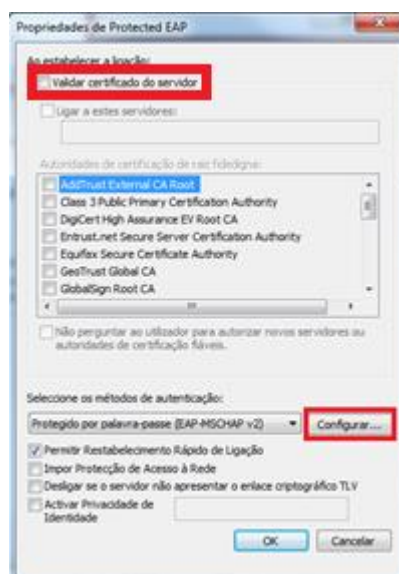 Propriedades de Protected EAP
Ao estabelecer a ligação:
Validar certificado do servidor
Ligar a estes servidores:
Autoridades de certificação de raiz fidedigna:
AddTrust External CA Root
Class 3 Public Primary Certification Authority
DigiCert High Assurance EV Root CA
Entrust.net Secure Server Certification Authority
Equifax Secure Certificate Authority
GeoTrust Global CA
GlobalSign Root CA
Não perguntar ao utilizador para autorizar novos servidores ou
autoridades de certificação fiáveis.
Seleccione os métodos de autenticação:
Protegido por palavra-passe (EAP-MSCHAP v2)
Configurar...
Permitir Restabelecimento Rápido de Ligação
Impor Protecção de Acesso à Rede
Desligar se o servidor não apresentar o enlace criptográfico TLV
Activar Privacidade de
Identidade
OK
Cancelar